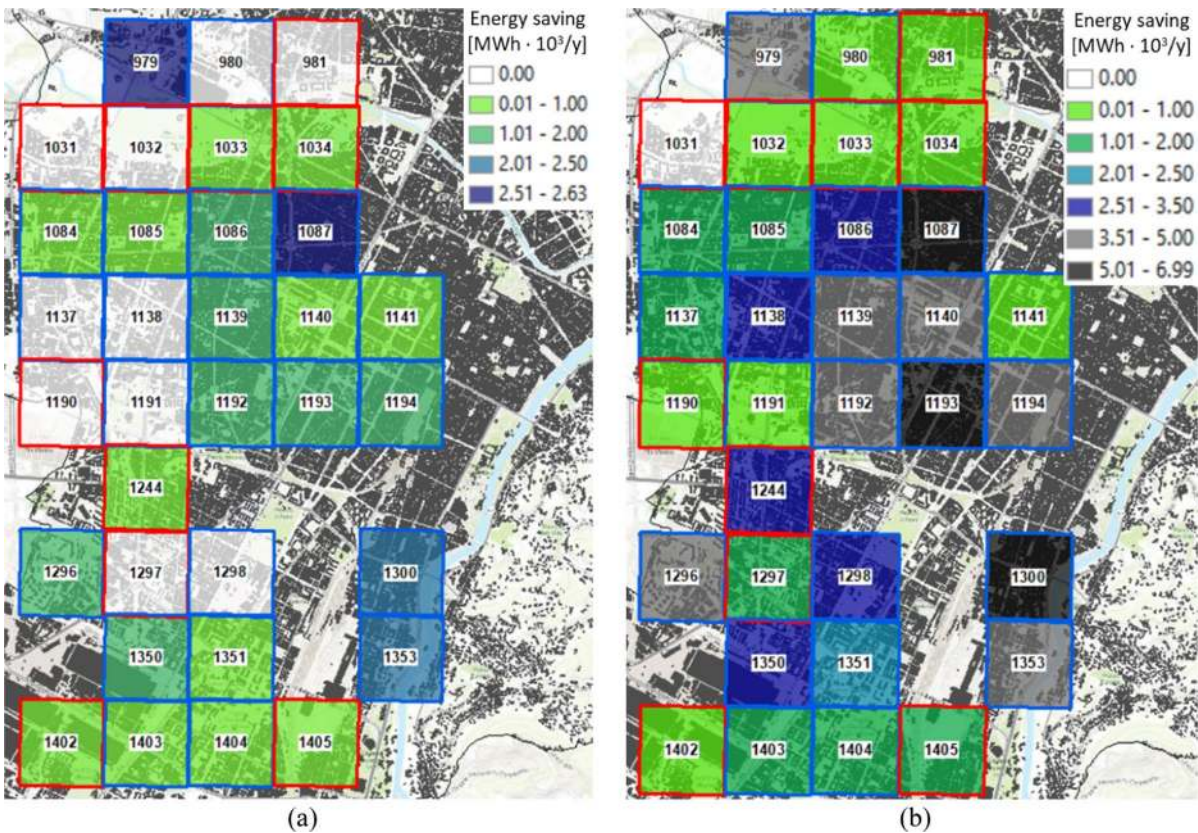 Energy saving
[MWh · 10³/y]
0.00
0.01 - 1.00
1.01 - 2.00
2.01 - 2.50
2.51 - 2.63
979 980 981
1031 1032 1033 1034
1084 1085 1086 1087
1137 1138 1139 1140 1141
1190 1191 1192 1193 1194
1244
1296 1297 1298 1300
1350 1351 1353
1402 1403 1404 1405
(a)
Energy saving
[MWh · 10³/y]
0.00
0.01 - 1.00
1.01 - 2.00
2.01 - 2.50
2.51 - 3.50
3.51 - 5.00
5.01 - 6.99
979 980 981
1031 1032 1033 1034
1084 1085 1086 1087
1137 1138 1139 1140 1141
1190 1191 1192 1193 1194
1244
1296 1297 1298 1300
1350 1351 1353
1402 1403 1404 1405
(b)